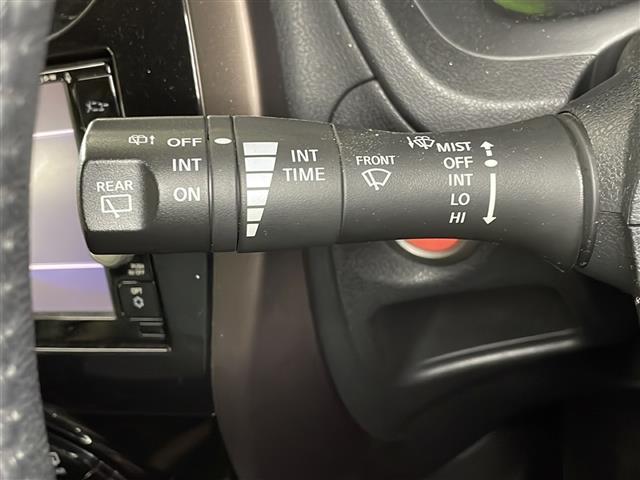 OFF
INT
ON
REAR
INT
TIME
FRONT
MIST
OFF
INT
LO
HI